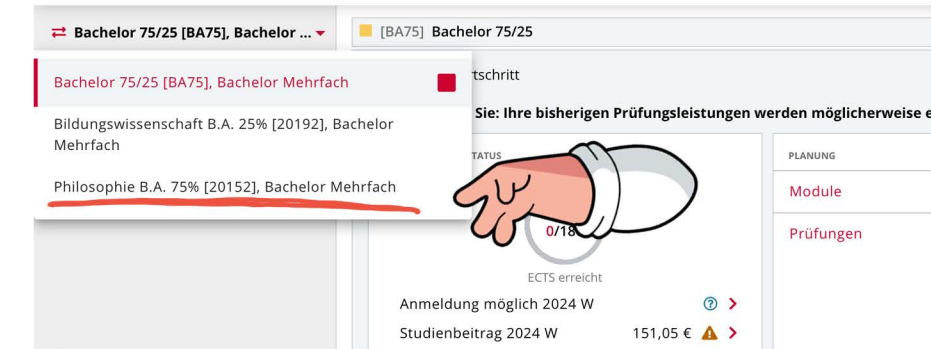 Bachelor 75/25 [BA75], Bachelor ...
[BA75] Bachelor 75/25
Bachelor 75/25 [BA75], Bachelor Mehrfach
Bildungswissenschaft B.A. 25% [20192], Bachelor
Mehrfach
Philosophie B.A. 75% [20152], Bachelor Mehrfach
tschritt
Sie: Ihre bisherigen Prüfungsleistungen werden möglicherweise e
TATUS
0/18
ECTS erreicht
Anmeldung möglich 2024 W
Studienbeitrag 2024 W 151,05 €
PLANUNG
Module
Prüfungen